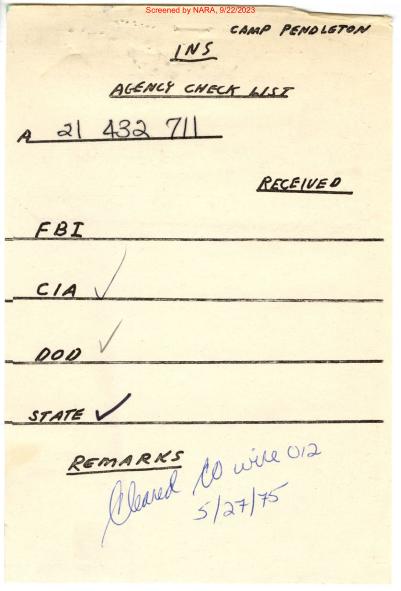 Screened by NARA, 9/22/2023
CAMP PENDLETON
INS
AGENCY CHECK LIST
A 21 432 711
RECEIVED
FBI
CIA ✓
DOD ✓
STATE ✓
REMARKS
Cleared CO wire 012
5/27/75